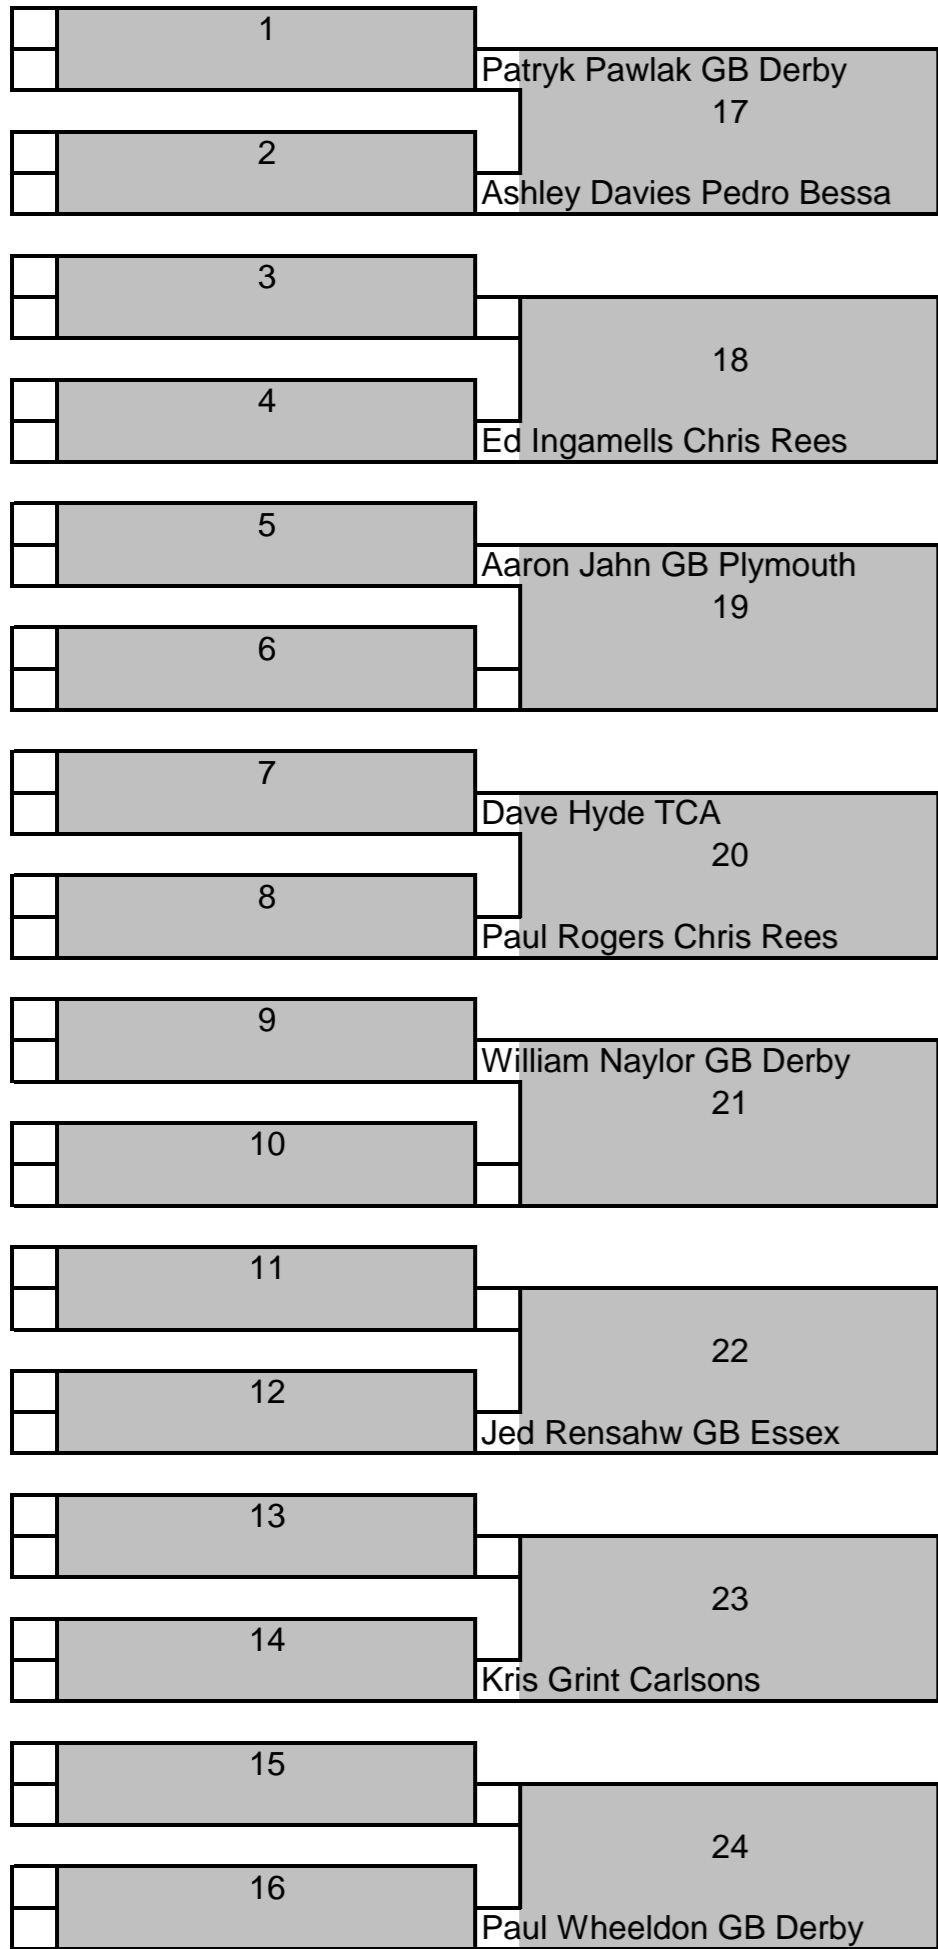 1
Patryk Pawlak GB Derby
17
2
Ashley Davies Pedro Bessa
3
18
4
Ed Ingamells Chris Rees
5
Aaron Jahn GB Plymouth
19
6
7
Dave Hyde TCA
20
8
Paul Rogers Chris Rees
9
William Naylor GB Derby
21
10
11
22
12
Jed Rensahw GB Essex
13
23
14
Kris Grint Carlsons
15
24
16
Paul Wheeldon GB Derby